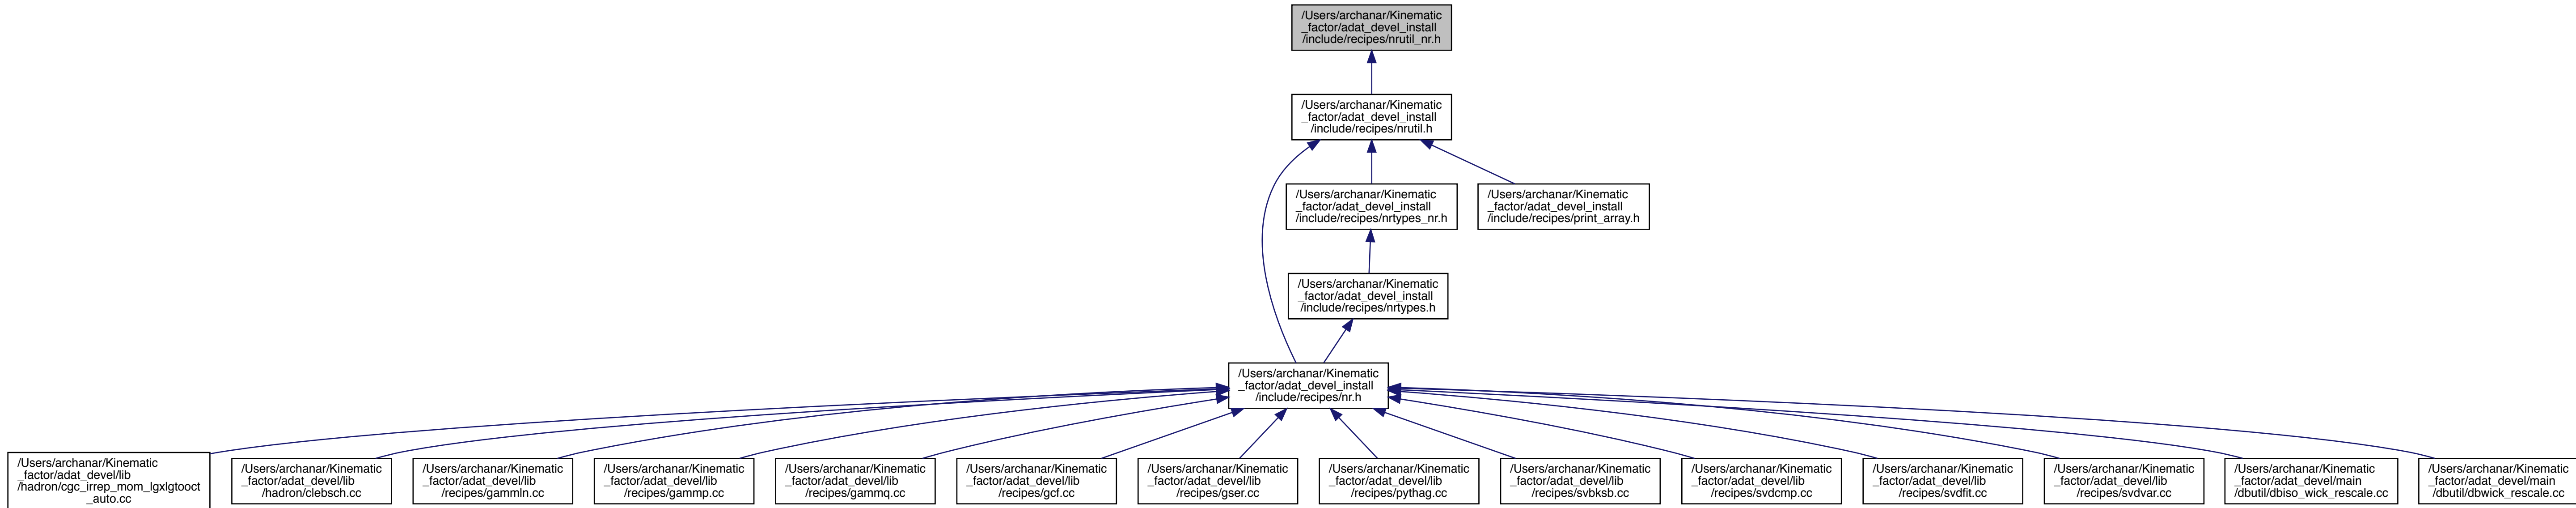 /Users/archanar/Kinematic
_factor/adat_devel_install
/include/recipes/nrutil_nr.h
/Users/archanar/Kinematic
_factor/adat_devel_install
/include/recipes/nrutil.h
/Users/archanar/Kinematic
_factor/adat_devel_install
/include/recipes/nrtypes_nr.h
/Users/archanar/Kinematic
_factor/adat_devel_install
/include/recipes/print_array.h
/Users/archanar/Kinematic
_factor/adat_devel_install
/include/recipes/nrtypes.h
/Users/archanar/Kinematic
_factor/adat_devel_install
/include/recipes/nr.h
/Users/archanar/Kinematic
_factor/adat_devel/lib
/hadron/cgc_irrep_mom_lgxlgtooct
_auto.cc
/Users/archanar/Kinematic
_factor/adat_devel/lib
/hadron/clebsch.cc
/Users/archanar/Kinematic
_factor/adat_devel/lib
/recipes/gammln.cc
/Users/archanar/Kinematic
_factor/adat_devel/lib
/recipes/gammp.cc
/Users/archanar/Kinematic
_factor/adat_devel/lib
/recipes/gammq.cc
/Users/archanar/Kinematic
_factor/adat_devel/lib
/recipes/gcf.cc
/Users/archanar/Kinematic
_factor/adat_devel/lib
/recipes/gser.cc
/Users/archanar/Kinematic
_factor/adat_devel/lib
/recipes/pythag.cc
/Users/archanar/Kinematic
_factor/adat_devel/lib
/recipes/svbksb.cc
/Users/archanar/Kinematic
_factor/adat_devel/lib
/recipes/svdcmp.cc
/Users/archanar/Kinematic
_factor/adat_devel/lib
/recipes/svdfit.cc
/Users/archanar/Kinematic
_factor/adat_devel/lib
/recipes/svdvar.cc
/Users/archanar/Kinematic
_factor/adat_devel/main
/dbutil/dbiso_wick_rescale.cc
/Users/archanar/Kinematic
_factor/adat_devel/main
/dbutil/dbwick_rescale.cc